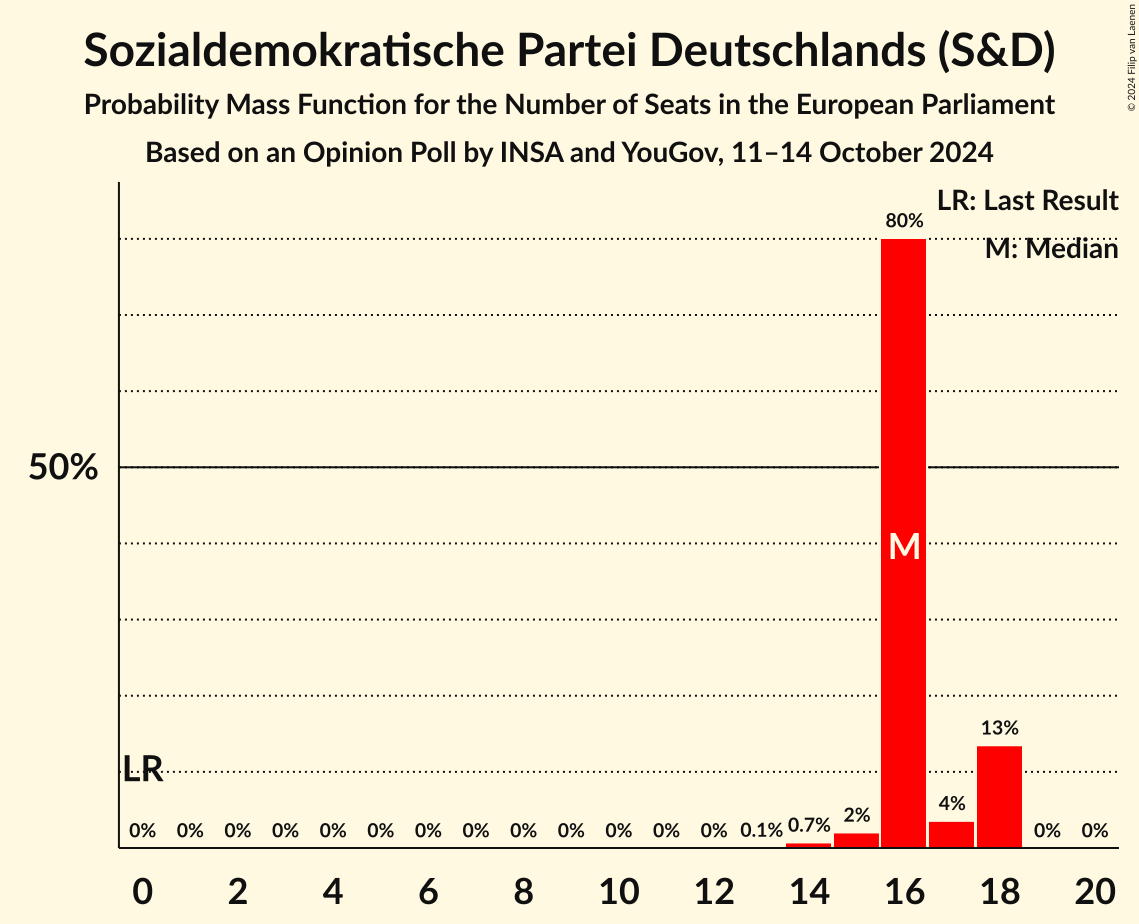 Sozialdemokratische Partei Deutschlands (S&D)
Probability Mass Function for the Number of Seats in the European Parliament
Based on an Opinion Poll by INSA and YouGov, 11–14 October 2024
© 2024 Filip van Laenen
LR: Last Result
M: Median
80%
50%
M
13%
LR
0% 0% 0% 0% 0% 0% 0% 0% 0% 0% 0% 0% 0% 0.1% 0.7% 2% 4% 0% 0%
0 2 4 6 8 10 12 14 16 18 20